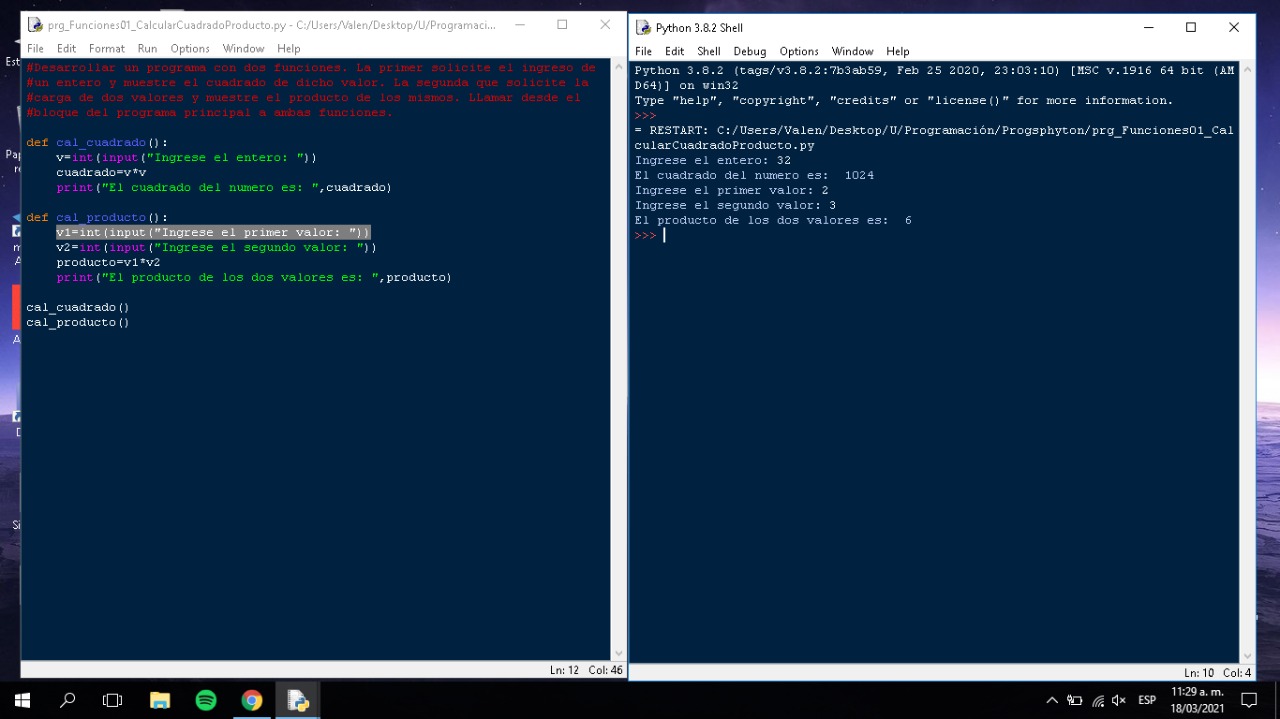 prg_Funciones01_CalcularCuadradoProducto.py - C:/Users/Valen/Desktop/U/Programaci...
File Edit Format Run Options Window Help
#Desarrollar un programa con dos funciones. La primer solicite el ingreso de
#un entero y muestre el cuadrado de dicho valor. La segunda que solicite la
#carga de dos valores y muestre el producto de los mismos. LLamar desde el
#bloque del programa principal a ambas funciones.
def cal_cuadrado():
v=int(input("Ingrese el entero: "))
cuadrado=v*v
print("El cuadrado del numero es: ",cuadrado)
def cal_producto():
v1=int(input("Ingrese el primer valor: "))
v2=int(input("Ingrese el segundo valor: "))
producto=v1*v2
print("El producto de los dos valores es: ",producto)
cal_cuadrado()
cal_producto()
Ln: 12 Col: 46
Python 3.8.2 Shell
File Edit Shell Debug Options Window Help
Python 3.8.2 (tags/v3.8.2:7b3ab59, Feb 25 2020, 23:03:10) [MSC v.1916 64 bit (AM
D64)] on win32
Type "help", "copyright", "credits" or "license()" for more information.
>>>
= RESTART: C:/Users/Valen/Desktop/U/Programación/Progsphyton/prg_Funciones01_Cal
cularCuadradoProducto.py
Ingrese el entero: 32
El cuadrado del numero es:  1024
Ingrese el primer valor: 2
Ingrese el segundo valor: 3
El producto de los dos valores es:  6
>>>
Ln: 10 Col: 4
ESP
11:29 a. m.
18/03/2021